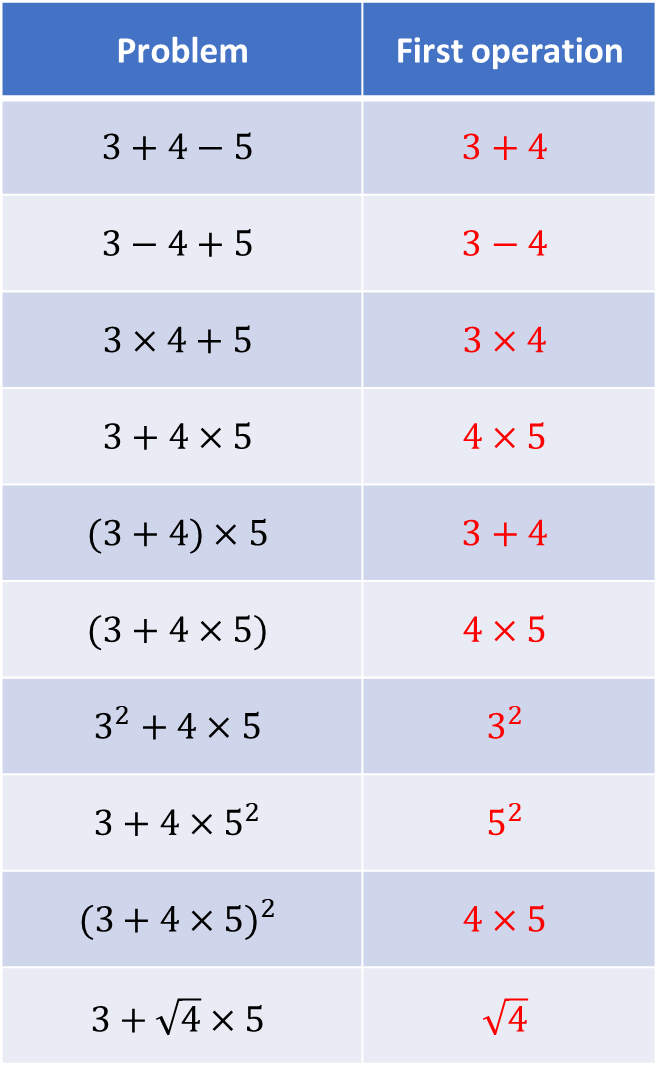 Problem First operation
3 + 4 − 5 3 + 4
3 − 4 + 5 3 − 4
3 × 4 + 5 3 × 4
3 + 4 × 5 4 × 5
(3 + 4) × 5 3 + 4
(3 + 4 × 5) 4 × 5
3² + 4 × 5 3²
3 + 4 × 5² 5²
(3 + 4 × 5)² 4 × 5
3 + √4 × 5 √4